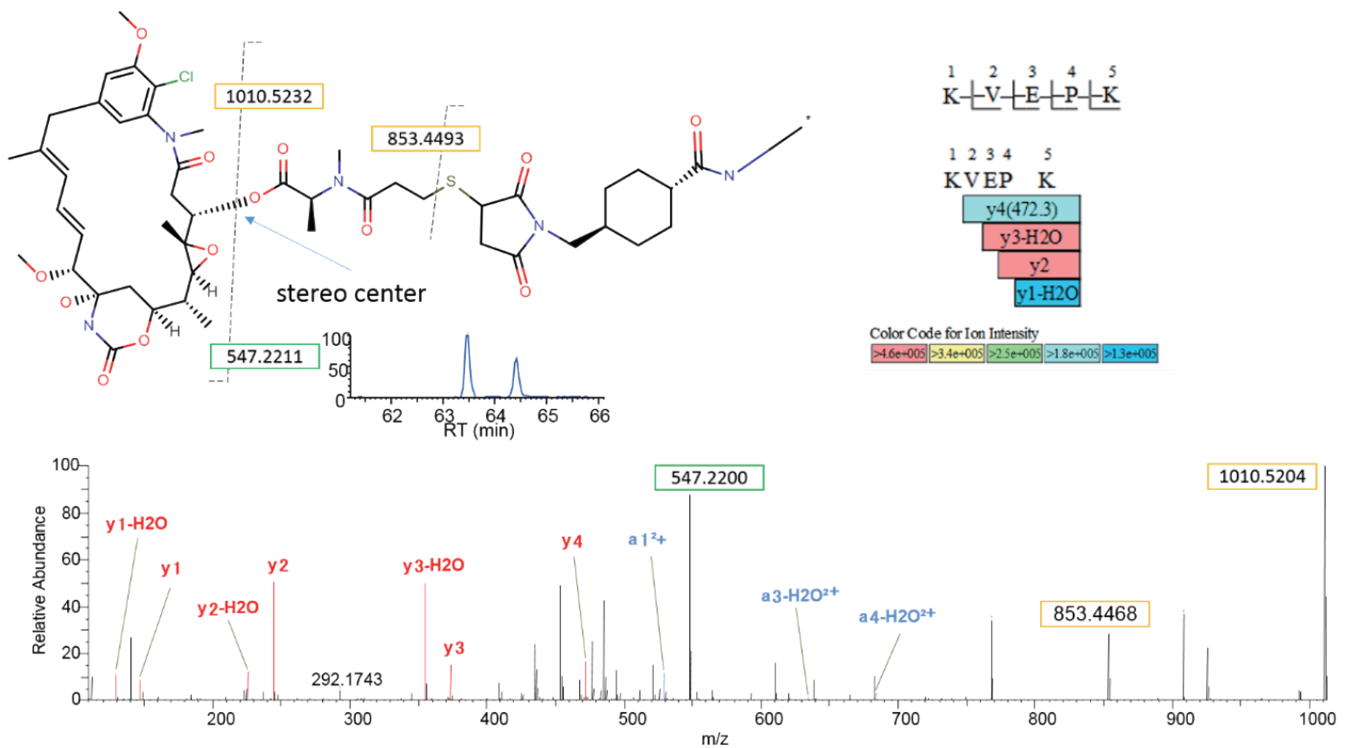 O
Cl
1010.5232
N
O
O
O
N
O
853.4493
S
O
N
O
O
N
*
O
H
O
O
N
O
O
H
stereo center
547.2211
100
50
0
62 63 64 65 66
RT (min)
1 2 3 4 5
K V E P K
1 2 3 4 5
K V E P K
y4(472.3)
y3-H2O
y2
y1-H2O
Color Code for Ion Intensity
>4.6e+005 >3.4e+005 >2.5e+005 >1.8e+005 >1.3e+005
Relative Abundance
100
80
60
40
20
0
y1-H2O
y1
y2-H2O
y2
292.1743
y3-H2O
y3
y4
a1²+
547.2200
a3-H2O²+
a4-H2O²+
853.4468
1010.5204
200 300 400 500 600 700 800 900 1000
m/z